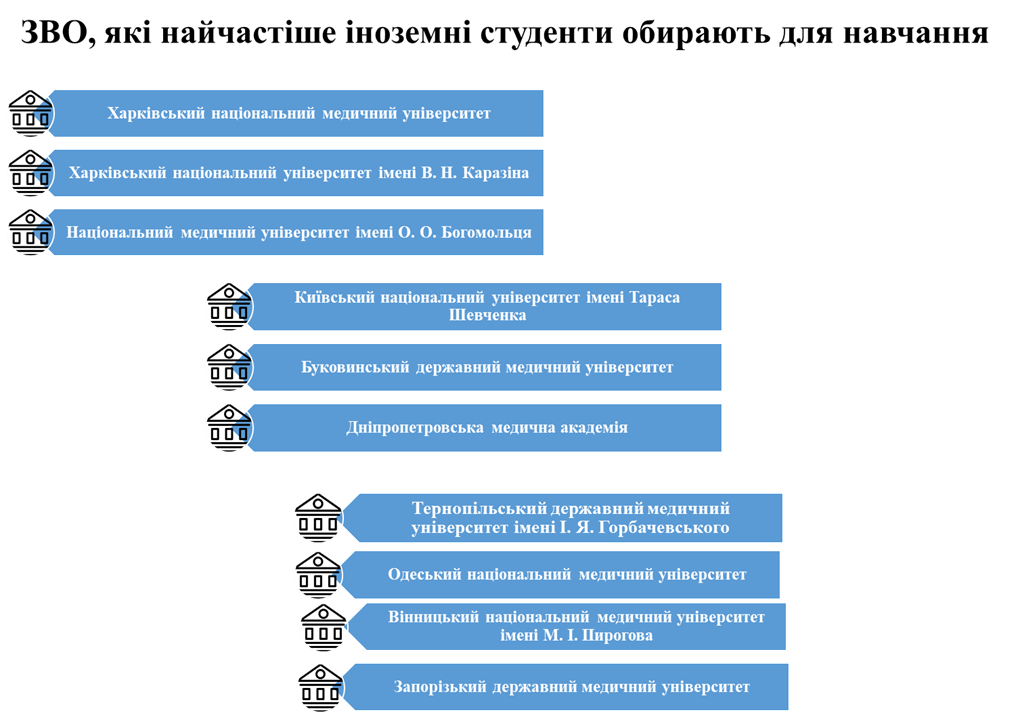 ЗВО, які найчастіше іноземні студенти обирають для навчання
Харківський національний медичний університет
Харківський національний університет імені В. Н. Каразіна
Національний медичний університет імені О. О. Богомольця
Київський національний університет імені Тараса
Шевченка
Буковинський державний медичний університет
Дніпропетровська медична академія
Тернопільський державний медичний
університет імені І. Я. Горбачевського
Одеський національний медичний університет
Вінницький національний медичний університет
імені М. І. Пирогова
Запорізький державний медичний університет